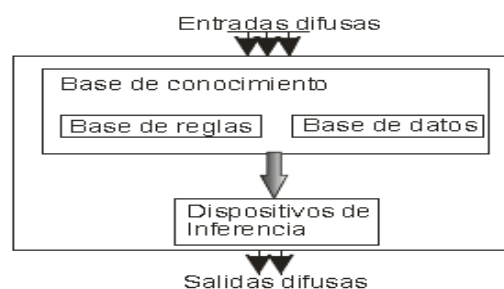 Entradas difusas
Base de conocimiento
Base de reglas
Base de datos
Dispositivos de
Inferencia
Salidas difusas